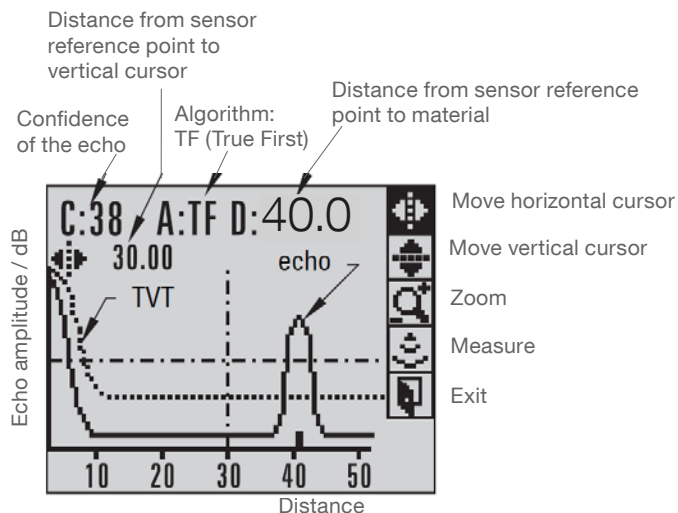 Distance from sensor
reference point to
vertical cursor
Distance from sensor reference
point to material
Confidence
of the echo
Algorithm:
TF (True First)
C:38 A:TF D:40.0
30.00
echo
TVT
Echo amplitude / dB
10 20 30 40 50
Distance
Move horizontal cursor
Move vertical cursor
Zoom
Measure
Exit